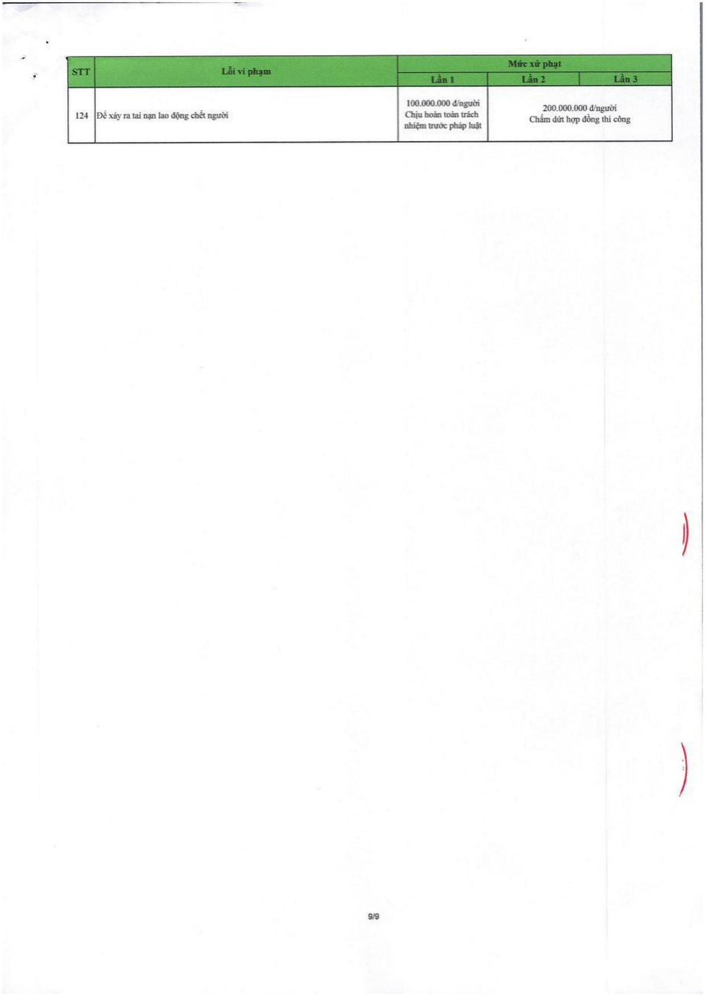 STT
Lỗi vi phạm
Mức xử phạt
Lần 1
Lần 2
Lần 3
124
Để xảy ra tai nạn lao động chết người
100.000.000 đ/người
Chịu hoàn toàn trách
nhiệm trước pháp luật
200.000.000 đ/người
Chấm dứt hợp đồng thi công
9/9